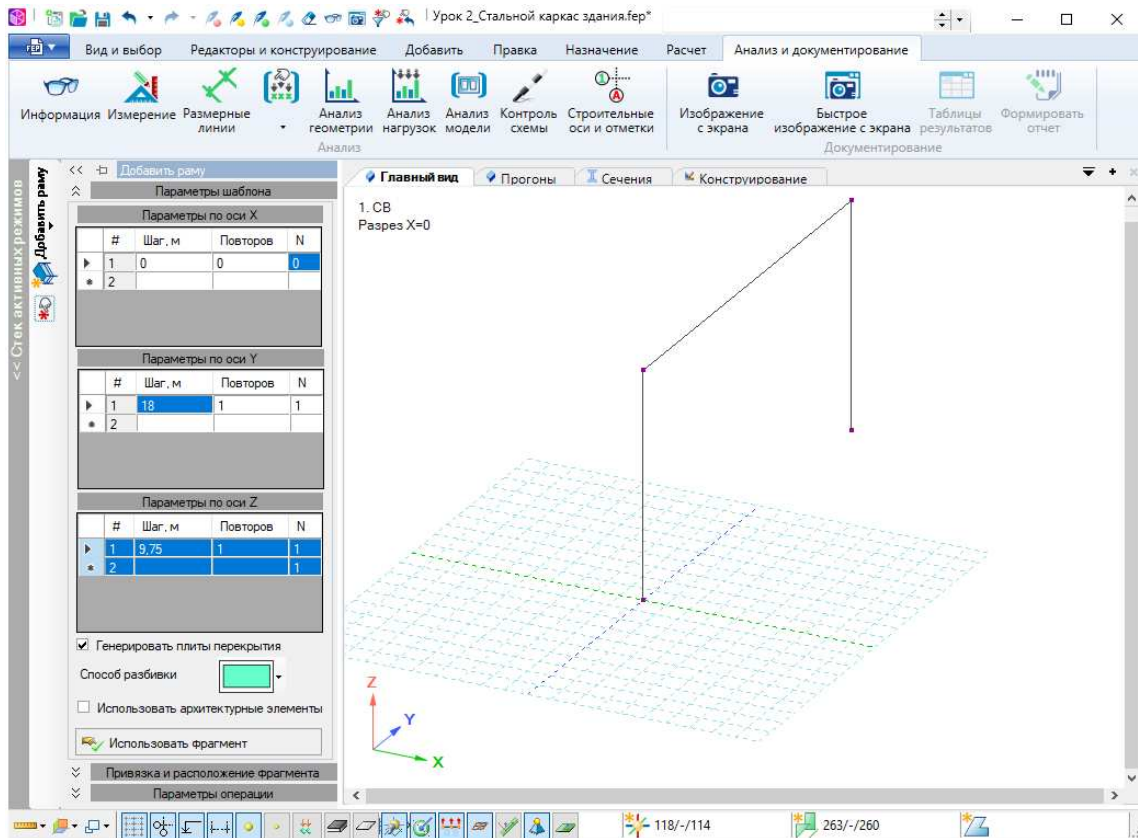 Урок 2_Стальной каркас здания.fep*
FEP
Вид и выбор Редакторы и конструирование Добавить Правка Назначение Расчет Анализ и документирование
Информация Измерение Размерные линии Анализ геометрии Анализ нагрузок Анализ модели Контроль схемы Строительные оси и отметки Изображение с экрана Быстрое изображение с экрана Таблицы результатов Формировать отчет
Анализ Документирование
<< Стек активных режимов
Добавить раму
<< Добавить раму
Параметры шаблона
Параметры по оси X
# Шаг, м Повторов N
1 0 0 0
2
Параметры по оси Y
# Шаг, м Повторов N
1 18 1 1
2
Параметры по оси Z
# Шаг, м Повторов N
1 9,75 1 1
2 1
Генерировать плиты перекрытия
Способ разбивки
Использовать архитектурные элементы
Использовать фрагмент
Привязка и расположение фрагмента
Параметры операции
Главный вид Прогоны Сечения Конструирование
1. СВ
Разрез X=0
Z
Y
X
118/-/114 263/-/260